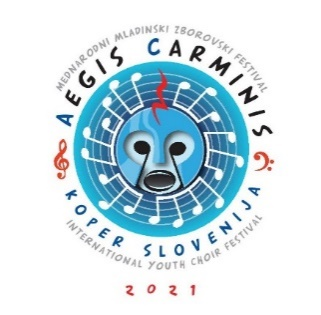 MEDNARODNI MLADINSKI ZBOROVSKI FESTIVAL
AEGIS CARMINIS
KOPER SLOVENIJA
INTERNATIONAL YOUTH CHOIR FESTIVAL
2021